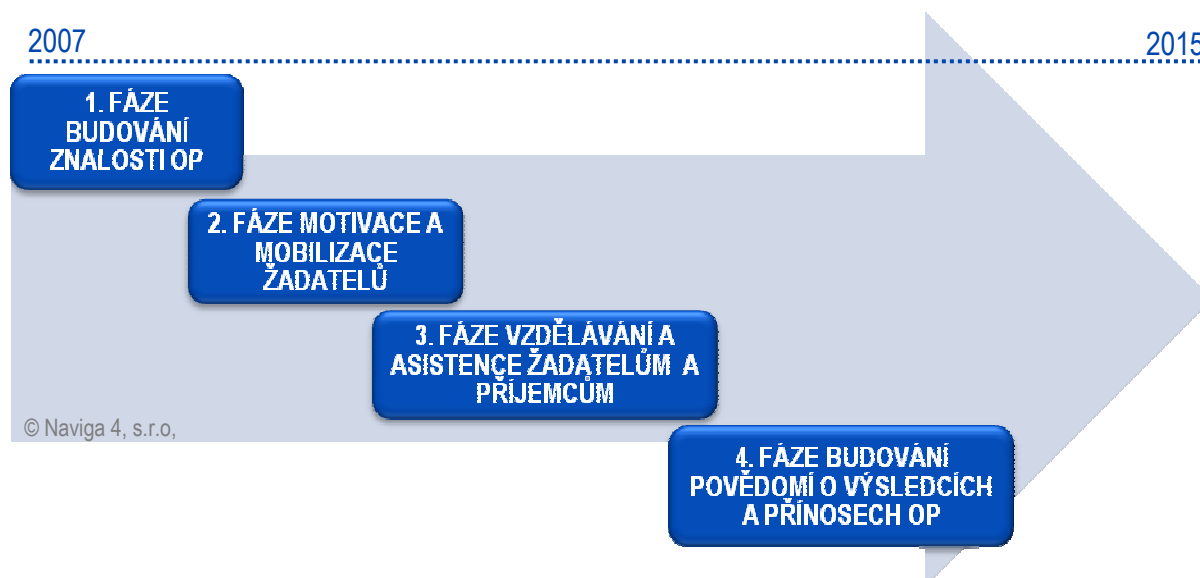 2007
2015
1. FÁZE
BUDOVÁNÍ
ZNALOSTI OP
2. FÁZE MOTIVACE A
MOBILIZACE
ŽADATELŮ
3. FÁZE VZDĚLÁVÁNÍ A
ASISTENCE ŽADATELŮM A
PŘÍJEMCŮM
© Naviga 4, s.r.o,
4. FÁZE BUDOVÁNÍ
POVĚDOMÍ O VÝSLEDCÍCH
A PŘÍNOSECH OP